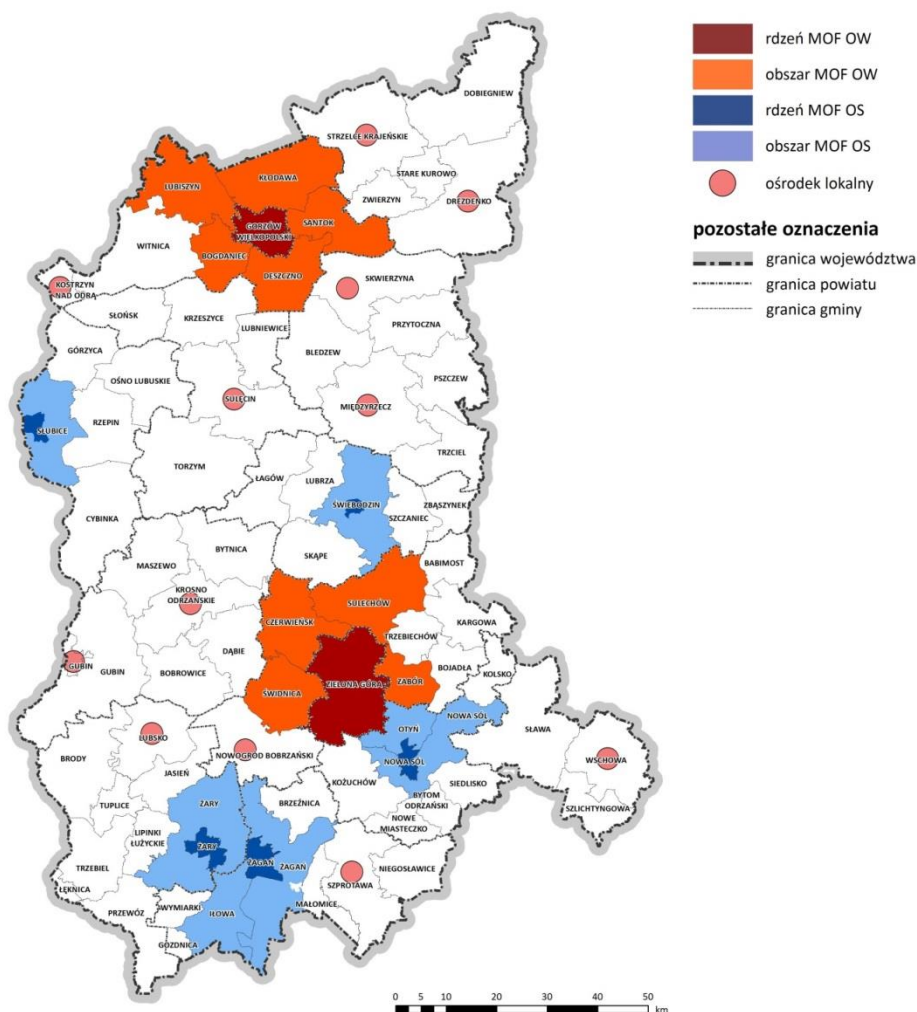 rdzeń MOF OW
obszar MOF OW
rdzeń MOF OS
obszar MOF OS
ośrodek lokalny
pozostałe oznaczenia
granica województwa
granica powiatu
granica gminy
DOBIEGNIEW
STRZELCE KRAJEŃSKIE
STARE KUROWO
ZWIERZYN
DREZDENKO
KŁODAWA
LUBISZYN
SANTOK
GORZÓW
WIELKOPOLSKI
WITNICA
BOGDANIEC
DESZCZNO
SKWIERZYNA
KOSTRZYN
NAD ODRĄ
SŁOŃSK
KRZESZYCE
LUBNIEWICE
PRZYTOCZNA
GÓRZYCA
BLEDZEW
OŚNO LUBUSKIE
PSZCZEW
SULĘCIN
MIĘDZYRZECZ
SŁUBICE
RZEPIN
TRZCIEL
TORZYM
ŁAGÓW
LUBRZA
ŚWIEBODZIN
ZBĄSZYNEK
SZCZANIEC
CYBINKA
BYTNICA
SKĄPE
MASZEWO
BABIMOST
KROSNO
ODRZAŃSKIE
SULECHÓW
CZERWIEŃSK
KARGOWA
TRZEBIECHÓW
DĄBIE
GUBIN
GUBIN
BOBROWICE
BOJADŁA
KOLSKO
ZIELONA GÓRA
ZABÓR
ŚWIDNICA
OTYŃ
NOWA SÓL
SŁAWA
LUBSKO
BRODY
NOWOGRÓD BOBRZAŃSKI
NOWA SÓL
WSCHOWA
JASIEŃ
KOŻUCHÓW
SIEDLISKO
BYTOM
ODRZAŃSKI
ŻARY
BRZEŹNICA
SZLICHTYNGOWA
TUPLICE
NOWE
MIASTECZKO
LIPINKI
ŁUŻYCKIE
ŻARY
ŻAGAŃ
ŻAGAŃ
TRZEBIEL
NIEGOSŁAWICE
SZPROTAWA
ŁĘKNICA
MAŁOMICE
WYMIARKI
PRZEWÓZ
IŁOWA
GOZDNICA
0 5 10 20 30 40 50
km